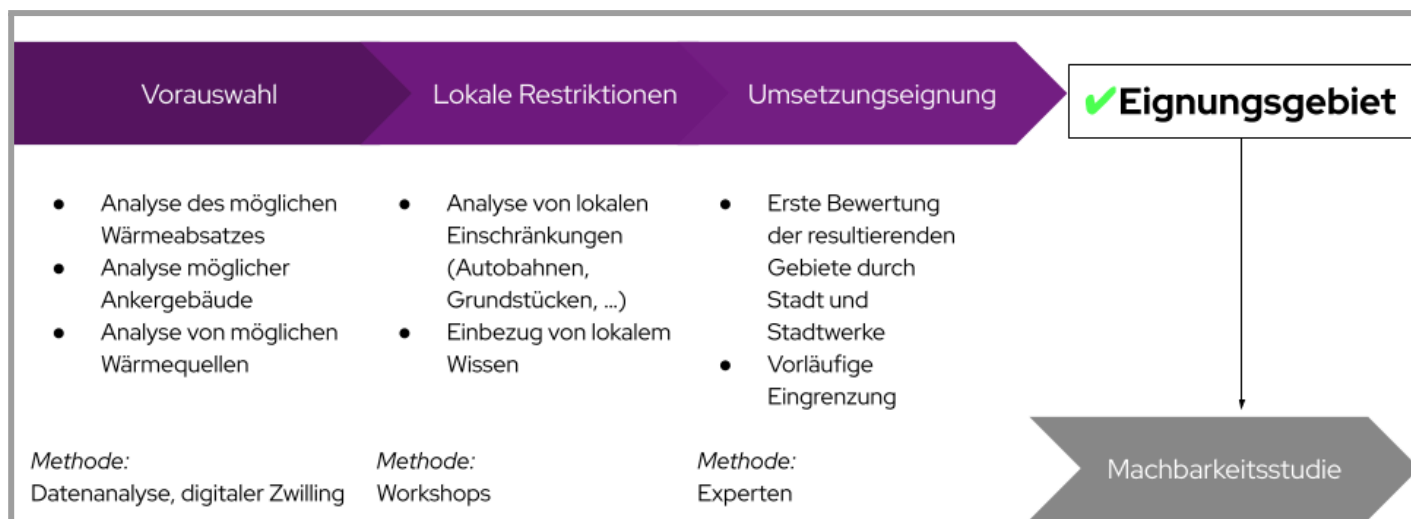 Vorauswahl
Lokale Restriktionen
Umsetzungseignung
✔Eignungsgebiet
● Analyse des möglichen
Wärmeabsatzes
● Analyse möglicher
Ankergebäude
● Analyse von möglichen
Wärmequellen
● Analyse von lokalen
Einschränkungen
(Autobahnen,
Grundstücken, ...)
● Einbezug von lokalem
Wissen
● Erste Bewertung
der resultierenden
Gebiete durch
Stadt und
Stadtwerke
● Vorläufige
Eingrenzung
Methode:
Datenanalyse, digitaler Zwilling
Methode:
Workshops
Methode:
Experten
Machbarkeitsstudie